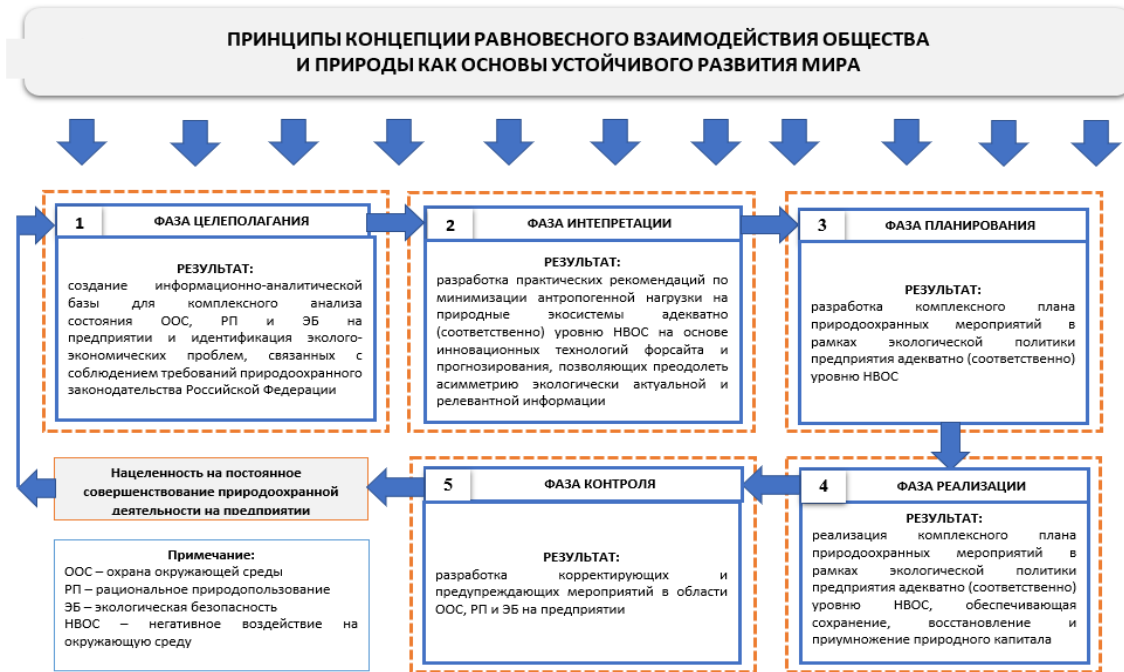 ПРИНЦИПЫ КОНЦЕПЦИИ РАВНОВЕСНОГО ВЗАИМОДЕЙСТВИЯ ОБЩЕСТВА
И ПРИРОДЫ КАК ОСНОВЫ УСТОЙЧИВОГО РАЗВИТИЯ МИРА
1 ФАЗА ЦЕЛЕПОЛАГАНИЯ
РЕЗУЛЬТАТ:
создание информационно-аналитической
базы для комплексного анализа
состояния ООС, РП и ЭБ на
предприятии и идентификация эколого-
экономических проблем, связанных с
соблюдением требований природоохранного
законодательства Российской Федерации
2 ФАЗА ИНТЕПРЕТАЦИИ
РЕЗУЛЬТАТ:
разработка практических рекомендаций по
минимизации антропогенной нагрузки на
природные экосистемы адекватно
(соответственно) уровню НВОС на основе
инновационных технологий форсайта и
прогнозирования, позволяющих преодолеть
асимметрию экологически актуальной и
релевантной информации
3 ФАЗА ПЛАНИРОВАНИЯ
РЕЗУЛЬТАТ:
разработка комплексного плана
природоохранных мероприятий в
рамках экологической политики
предприятия адекватно (соответственно)
уровню НВОС
4 ФАЗА РЕАЛИЗАЦИИ
РЕЗУЛЬТАТ:
реализация комплексного плана
природоохранных мероприятий в
рамках экологической политики
предприятия адекватно (соответственно)
уровню НВОС, обеспечивающая
сохранение, восстановление и
приумножение природного капитала
5 ФАЗА КОНТРОЛЯ
РЕЗУЛЬТАТ:
разработка корректирующих и
предупреждающих мероприятий в области
ООС, РП и ЭБ на предприятии
Нацеленность на постоянное
совершенствование природоохранной
деятельности на предприятии
Примечание:
ООС – охрана окружающей среды
РП – рациональное природопользование
ЭБ – экологическая безопасность
НВОС – негативное воздействие на
окружающую среду